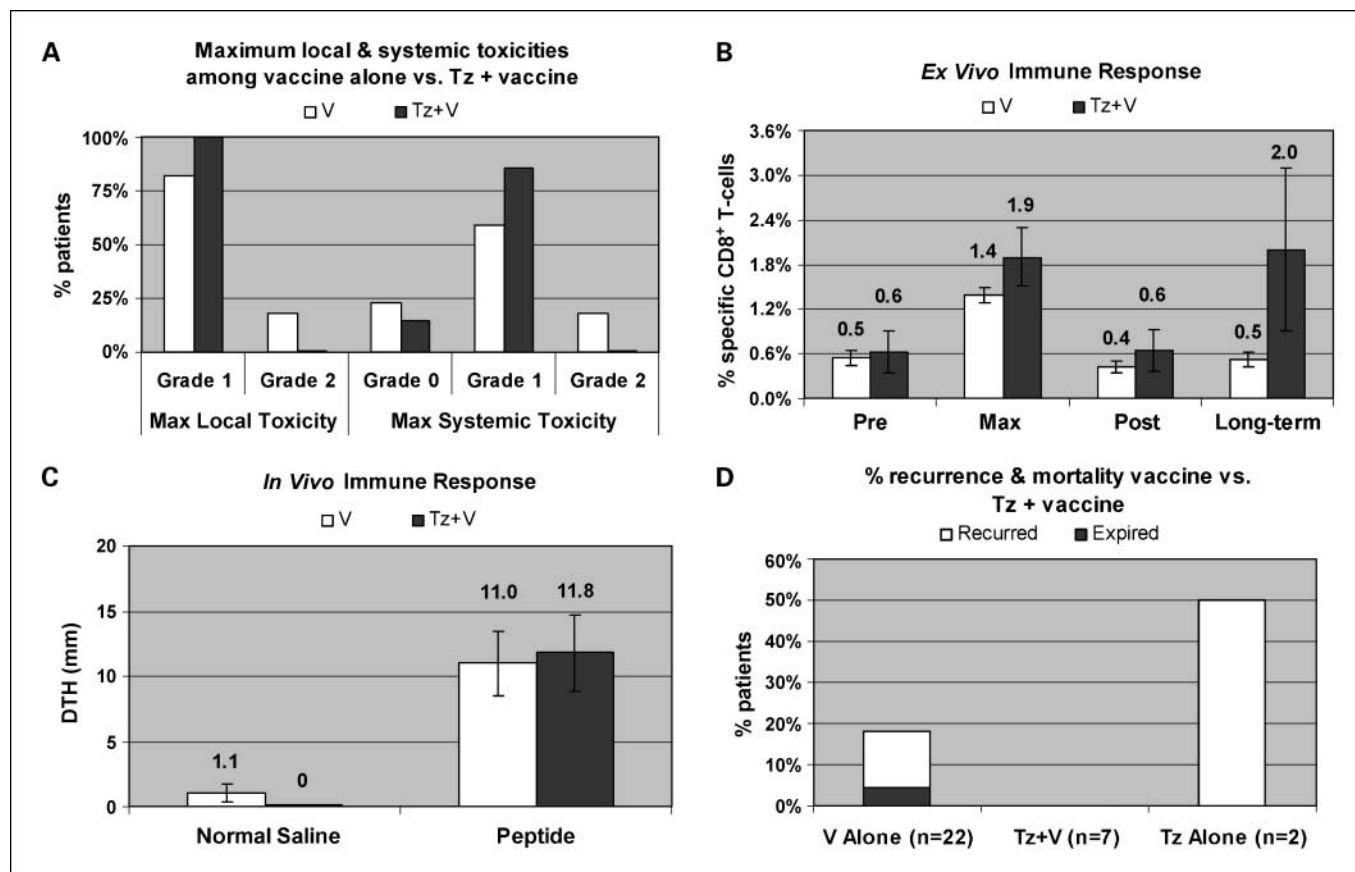 A
Maximum local & systemic toxicities
among vaccine alone vs. Tz + vaccine
V Tz+V
100%
75%
50%
25%
0%
% patients
Grade 1 Grade 2 Grade 0 Grade 1 Grade 2
Max Local Toxicity Max Systemic Toxicity
B
Ex Vivo Immune Response
V Tz+V
3.6%
3.0%
2.4%
1.8%
1.2%
0.6%
0.0%
% specific CD8+ T-cells
0.5 0.6 1.4 1.9 0.4 0.6 0.5 2.0
Pre Max Post Long-term
C
In Vivo Immune Response
V Tz+V
20
15
10
5
0
DTH (mm)
1.1 0 11.0 11.8
Normal Saline Peptide
D
% recurrence & mortality vaccine vs.
Tz + vaccine
Recurred Expired
60%
50%
40%
30%
20%
10%
0%
% patients
V Alone (n=22) Tz+V (n=7) Tz Alone (n=2)